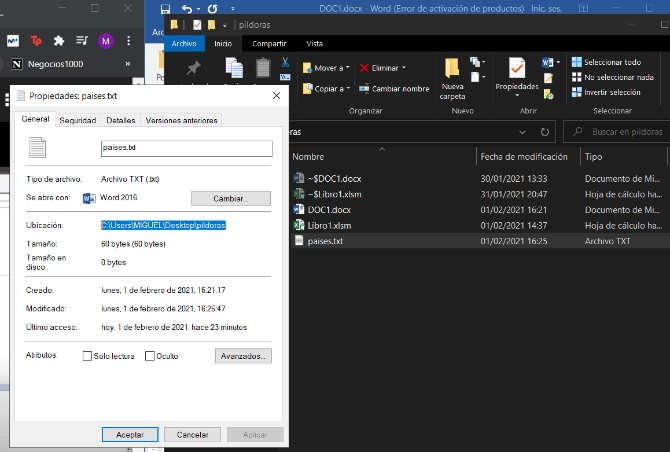 DOC1.docx - Word (Error de activación de productos)
Inic. ses.
Tp
M
N Negocios1000
»
píldoras
Archivo
Inicio
Compartir
Vista
Mover a
Copiar a
Eliminar
Cambiar nombre
Organizar
Nueva
carpeta
Nuevo
Propiedades
Abrir
Seleccionar todo
No seleccionar nada
Invertir selección
Seleccionar
oras
Buscar en píldoras
Nombre
Fecha de modificación
Tipo
~$DOC1.docx
30/01/2021 13:33
Documento de Mi...
~$Libro1.xlsm
31/01/2021 20:47
Hoja de cálculo ha...
DOC1.docx
01/02/2021 16:21
Documento de Mi...
Libro1.xlsm
01/02/2021 14:37
Hoja de cálculo ha...
paises.txt
01/02/2021 16:25
Archivo TXT
Propiedades: paises.txt
General
Seguridad
Detalles
Versiones anteriores
paises.txt
Tipo de archivo:
Archivo TXT (.txt)
Se abre con:
Word 2016
Cambiar...
Ubicación:
C:\Users\MIGUEL\Desktop\pildoras
Tamaño:
60 bytes (60 bytes)
Tamaño en
disco:
0 bytes
Creado:
lunes, 1 de febrero de 2021, 16:21:17
Modificado:
lunes, 1 de febrero de 2021, 16:25:47
Último acceso:
hoy, 1 de febrero de 2021, hace 23 minutos
Atributos:
Solo lectura
Oculto
Avanzados...
Aceptar
Cancelar
Aplicar